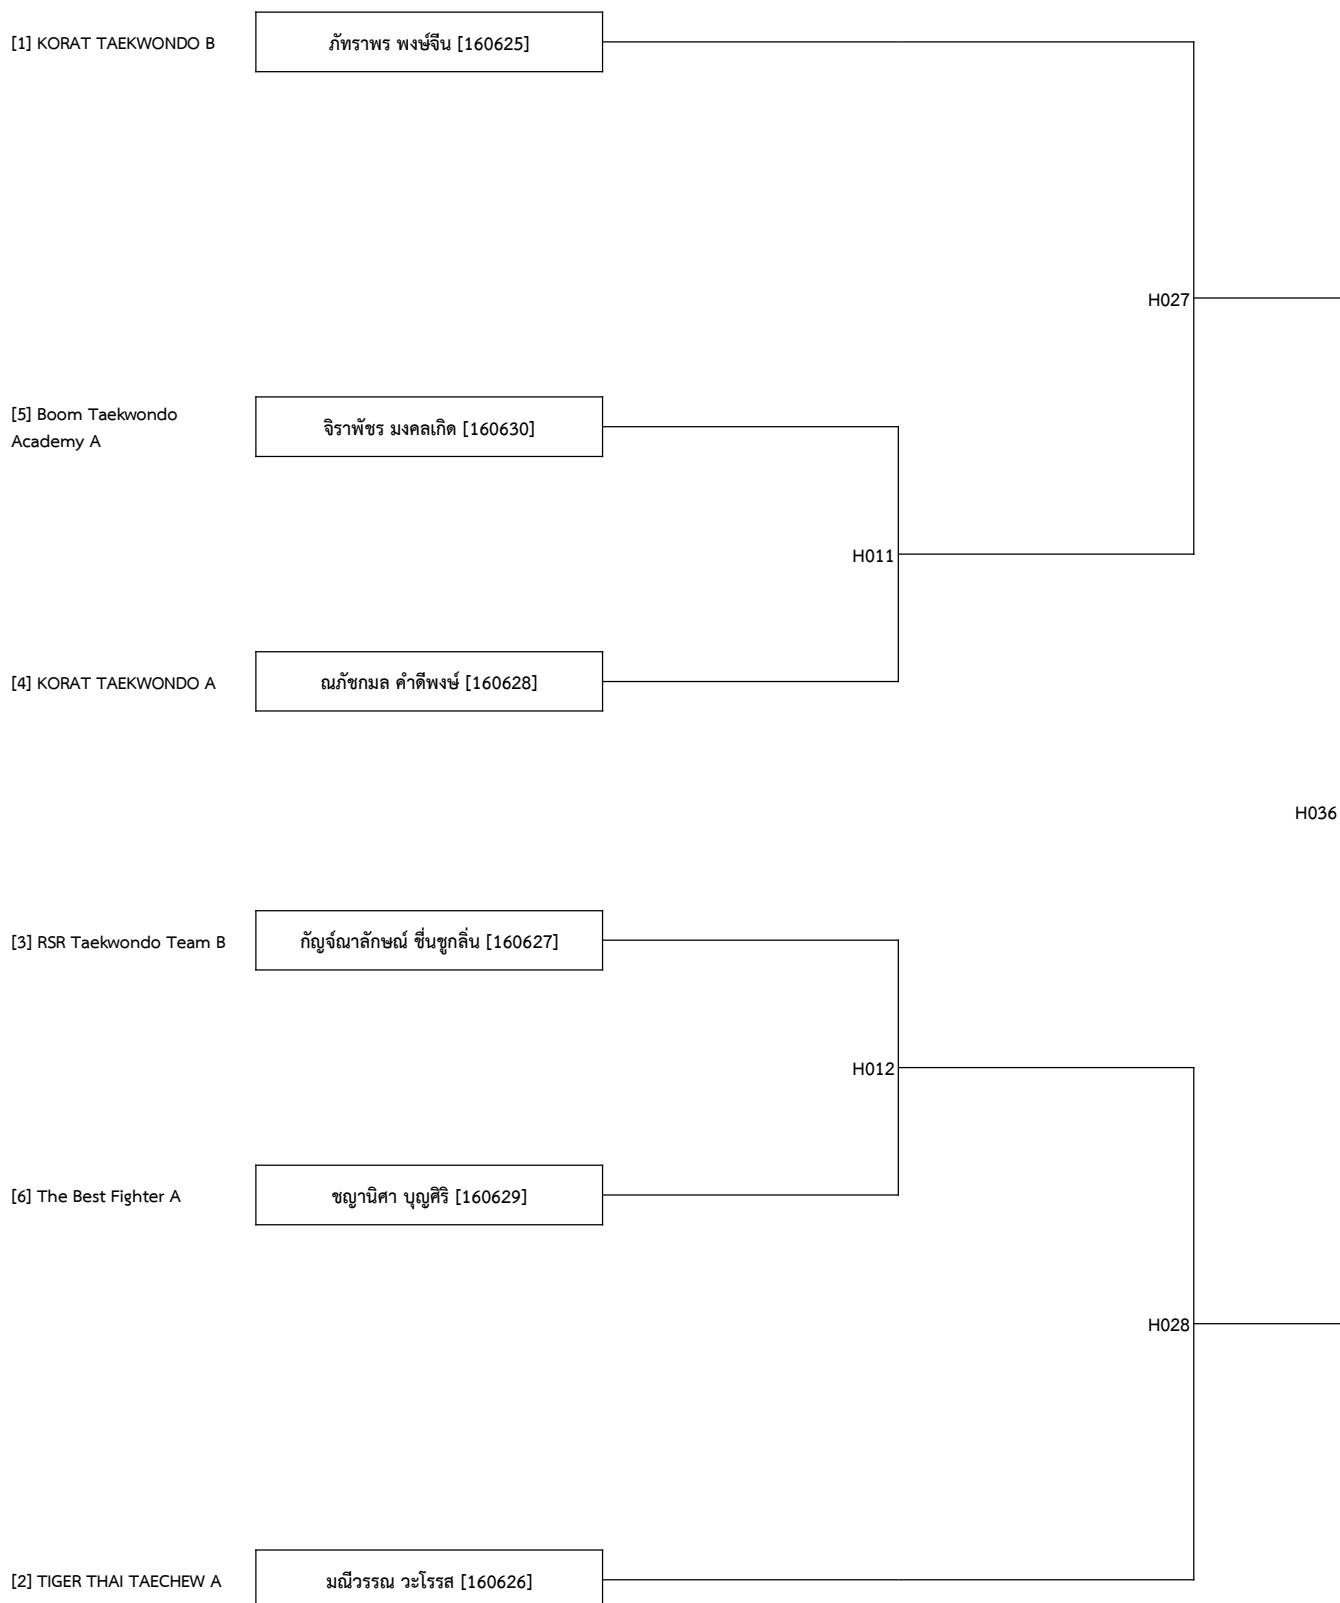 [1] KORAT TAEKWONDO B
ภัทราพร พงษ์จีน [160625]
H027
[5] Boom Taekwondo
Academy A
จิราพัชร มงคลเกิด [160630]
H011
[4] KORAT TAEKWONDO A
ณภัชกมล คำดีพงษ์ [160628]
H036
[3] RSR Taekwondo Team B
กัญจ์ณาลักษณ์ ชื่นชูกลิ่น [160627]
H012
[6] The Best Fighter A
ชญานิศา บุญศิริ [160629]
H028
[2] TIGER THAI TAECHEW A
มณีวรรณ วะโรรส [160626]